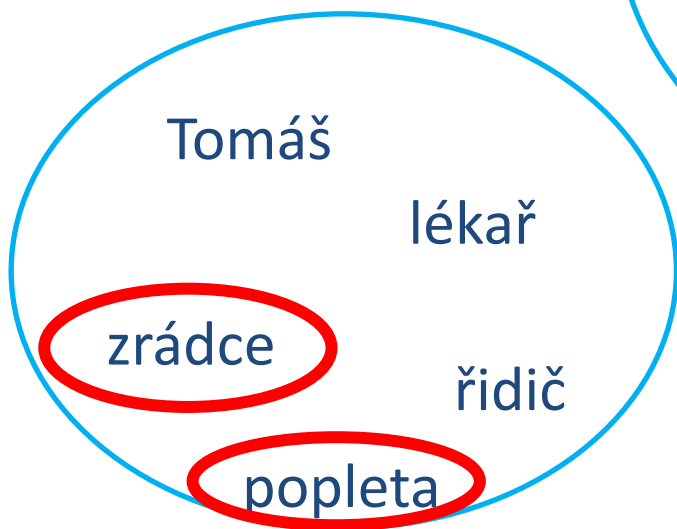 Tomáš
lékař
zrádce
řidič
popleta